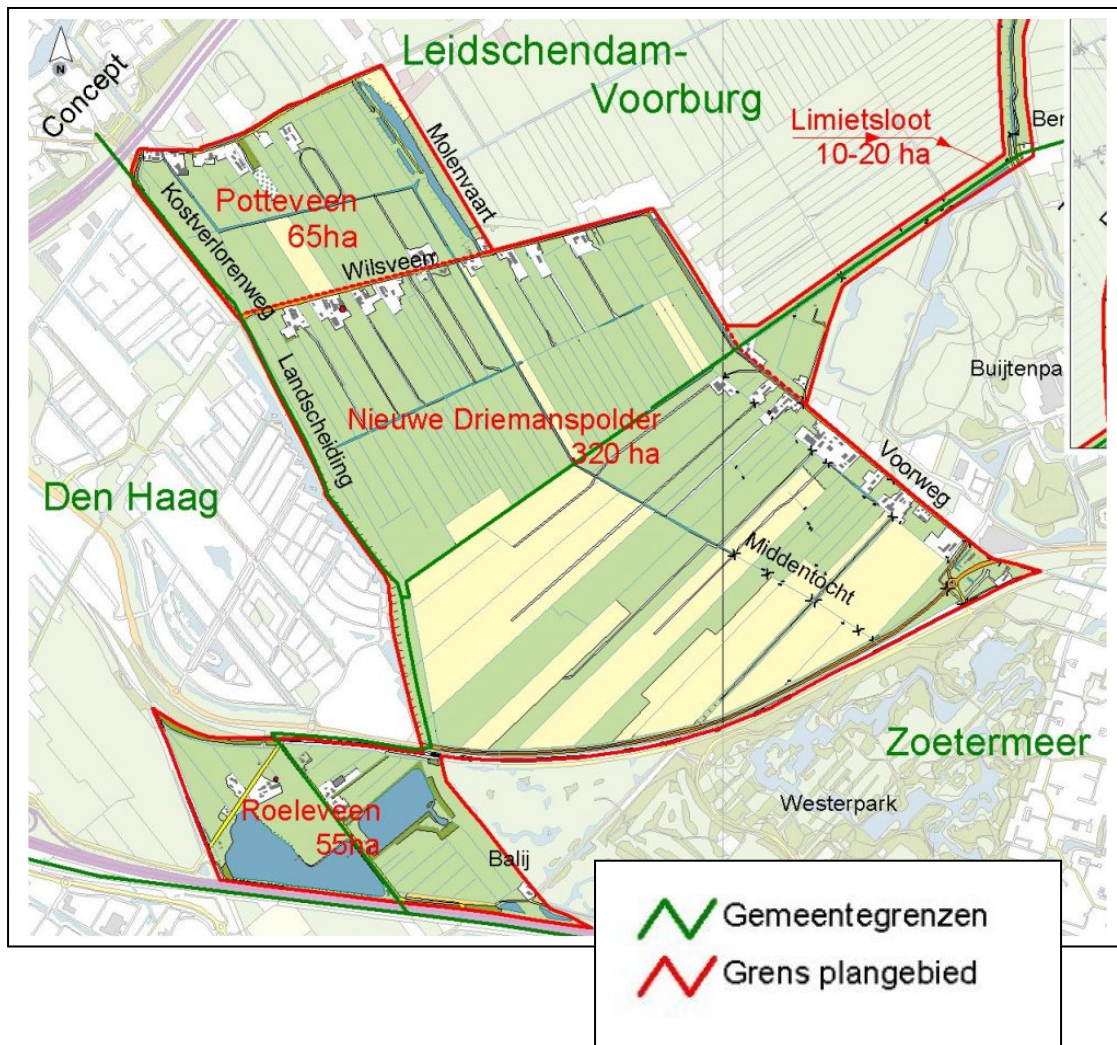 Leidschendam-
Voorburg
Concept
N
Limietsloot
10-20 ha
Molenvaart
Potteveen
65ha
Kostverlorenweg
Wilsveen
Landscheiding
Buijtenpa
Nieuwe Driemanspolder
320 ha
Voorweg
Den Haag
Middentocht
Zoetermeer
Westerpark
Roeleveen
55ha
Balij
Gemeentegrenzen
Grens plangebied